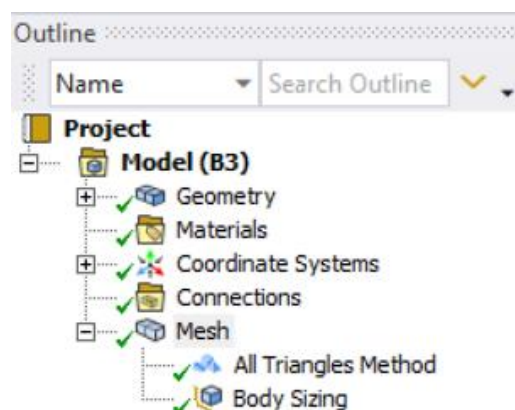 Outline
Name Search Outline
Project
Model (B3)
Geometry
Materials
Coordinate Systems
Connections
Mesh
All Triangles Method
Body Sizing